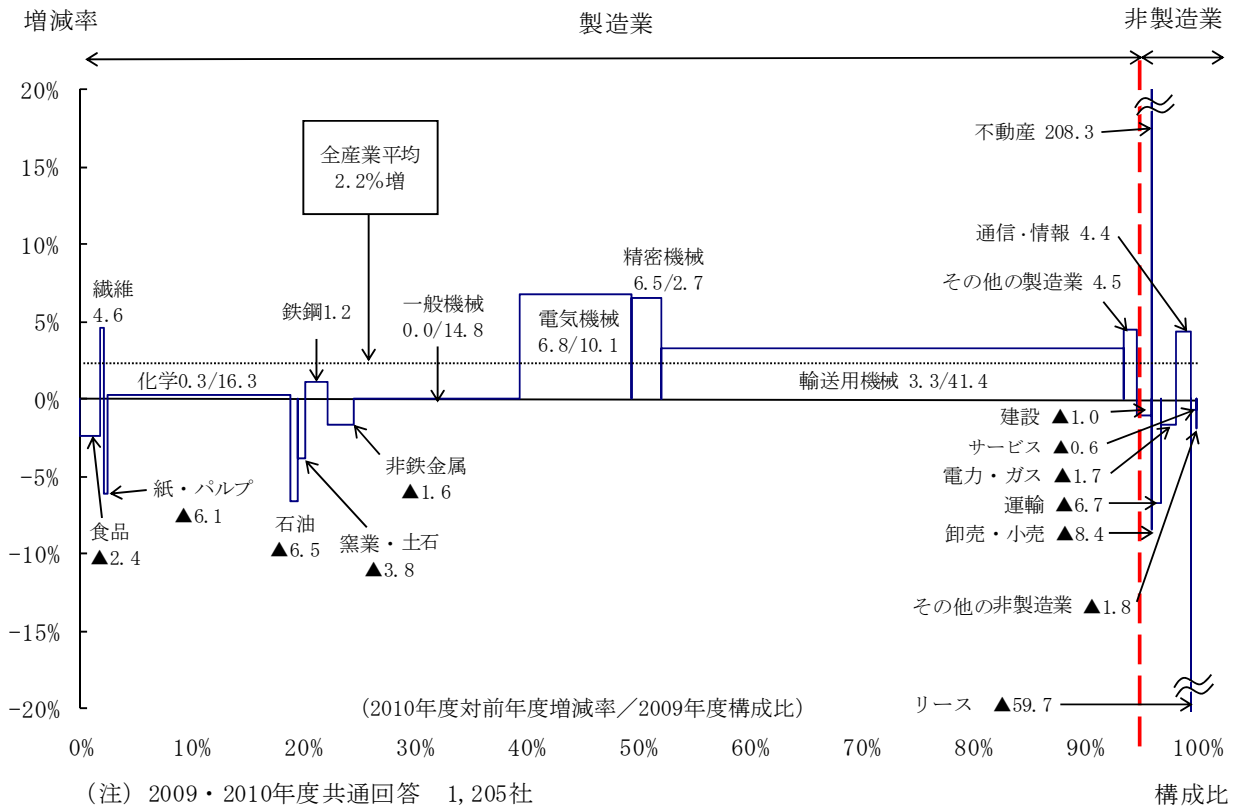 増減率
製造業
非製造業
20%
15%
10%
5%
0%
-5%
-10%
-15%
-20%
全産業平均
2.2%増
繊維
4.6
鉄鋼1.2
一般機械
0.0/14.8
電気機械
6.8/10.1
精密機械
6.5/2.7
不動産 208.3
通信・情報 4.4
その他の製造業 4.5
化学0.3/16.3
輸送用機械 3.3/41.4
食品
▲2.4
紙・パルプ
▲6.1
石油
▲6.5
窯業・土石
▲3.8
非鉄金属
▲1.6
建設 ▲1.0
サービス ▲0.6
電力・ガス ▲1.7
運輸 ▲6.7
卸売・小売 ▲8.4
その他の非製造業 ▲1.8
リース ▲59.7
(2010年度対前年度増減率/2009年度構成比)
0% 10% 20% 30% 40% 50% 60% 70% 80% 90% 100%
(注) 2009・2010年度共通回答 1,205社
構成比